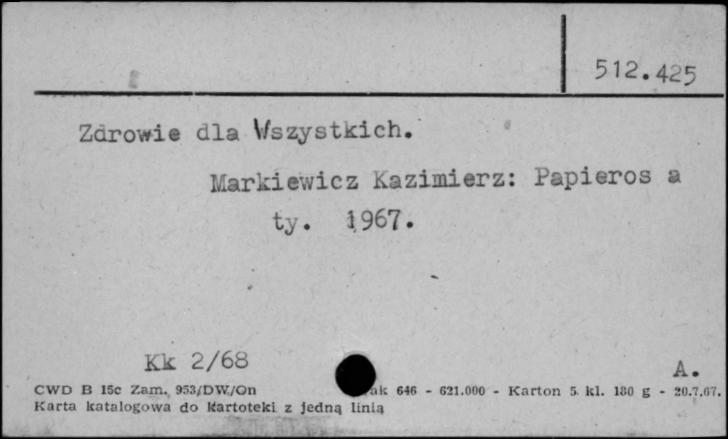 512.425
Zdrowie dla Wszystkich.
Markiewicz Kazimierz: Papieros a
ty. 1967.
Kk 2/68
A.
CWD B 15c Zam. 953/DW/Gn ak 646 - 621.000 - Karton 5 kl. 180 g - 20.7.67.
Karta katalogowa do kartoteki z jedną linią